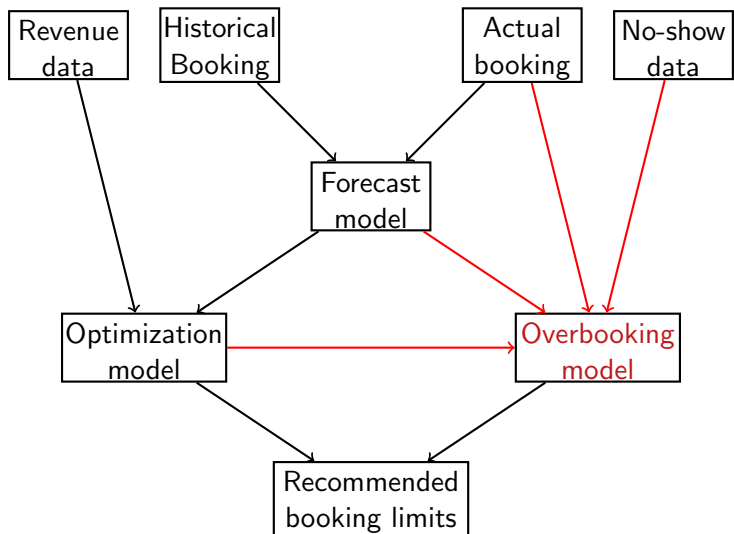 Revenue
data
Historical
Booking
Actual
booking
No-show
data
Forecast
model
Optimization
model
Overbooking
model
Recommended
booking limits